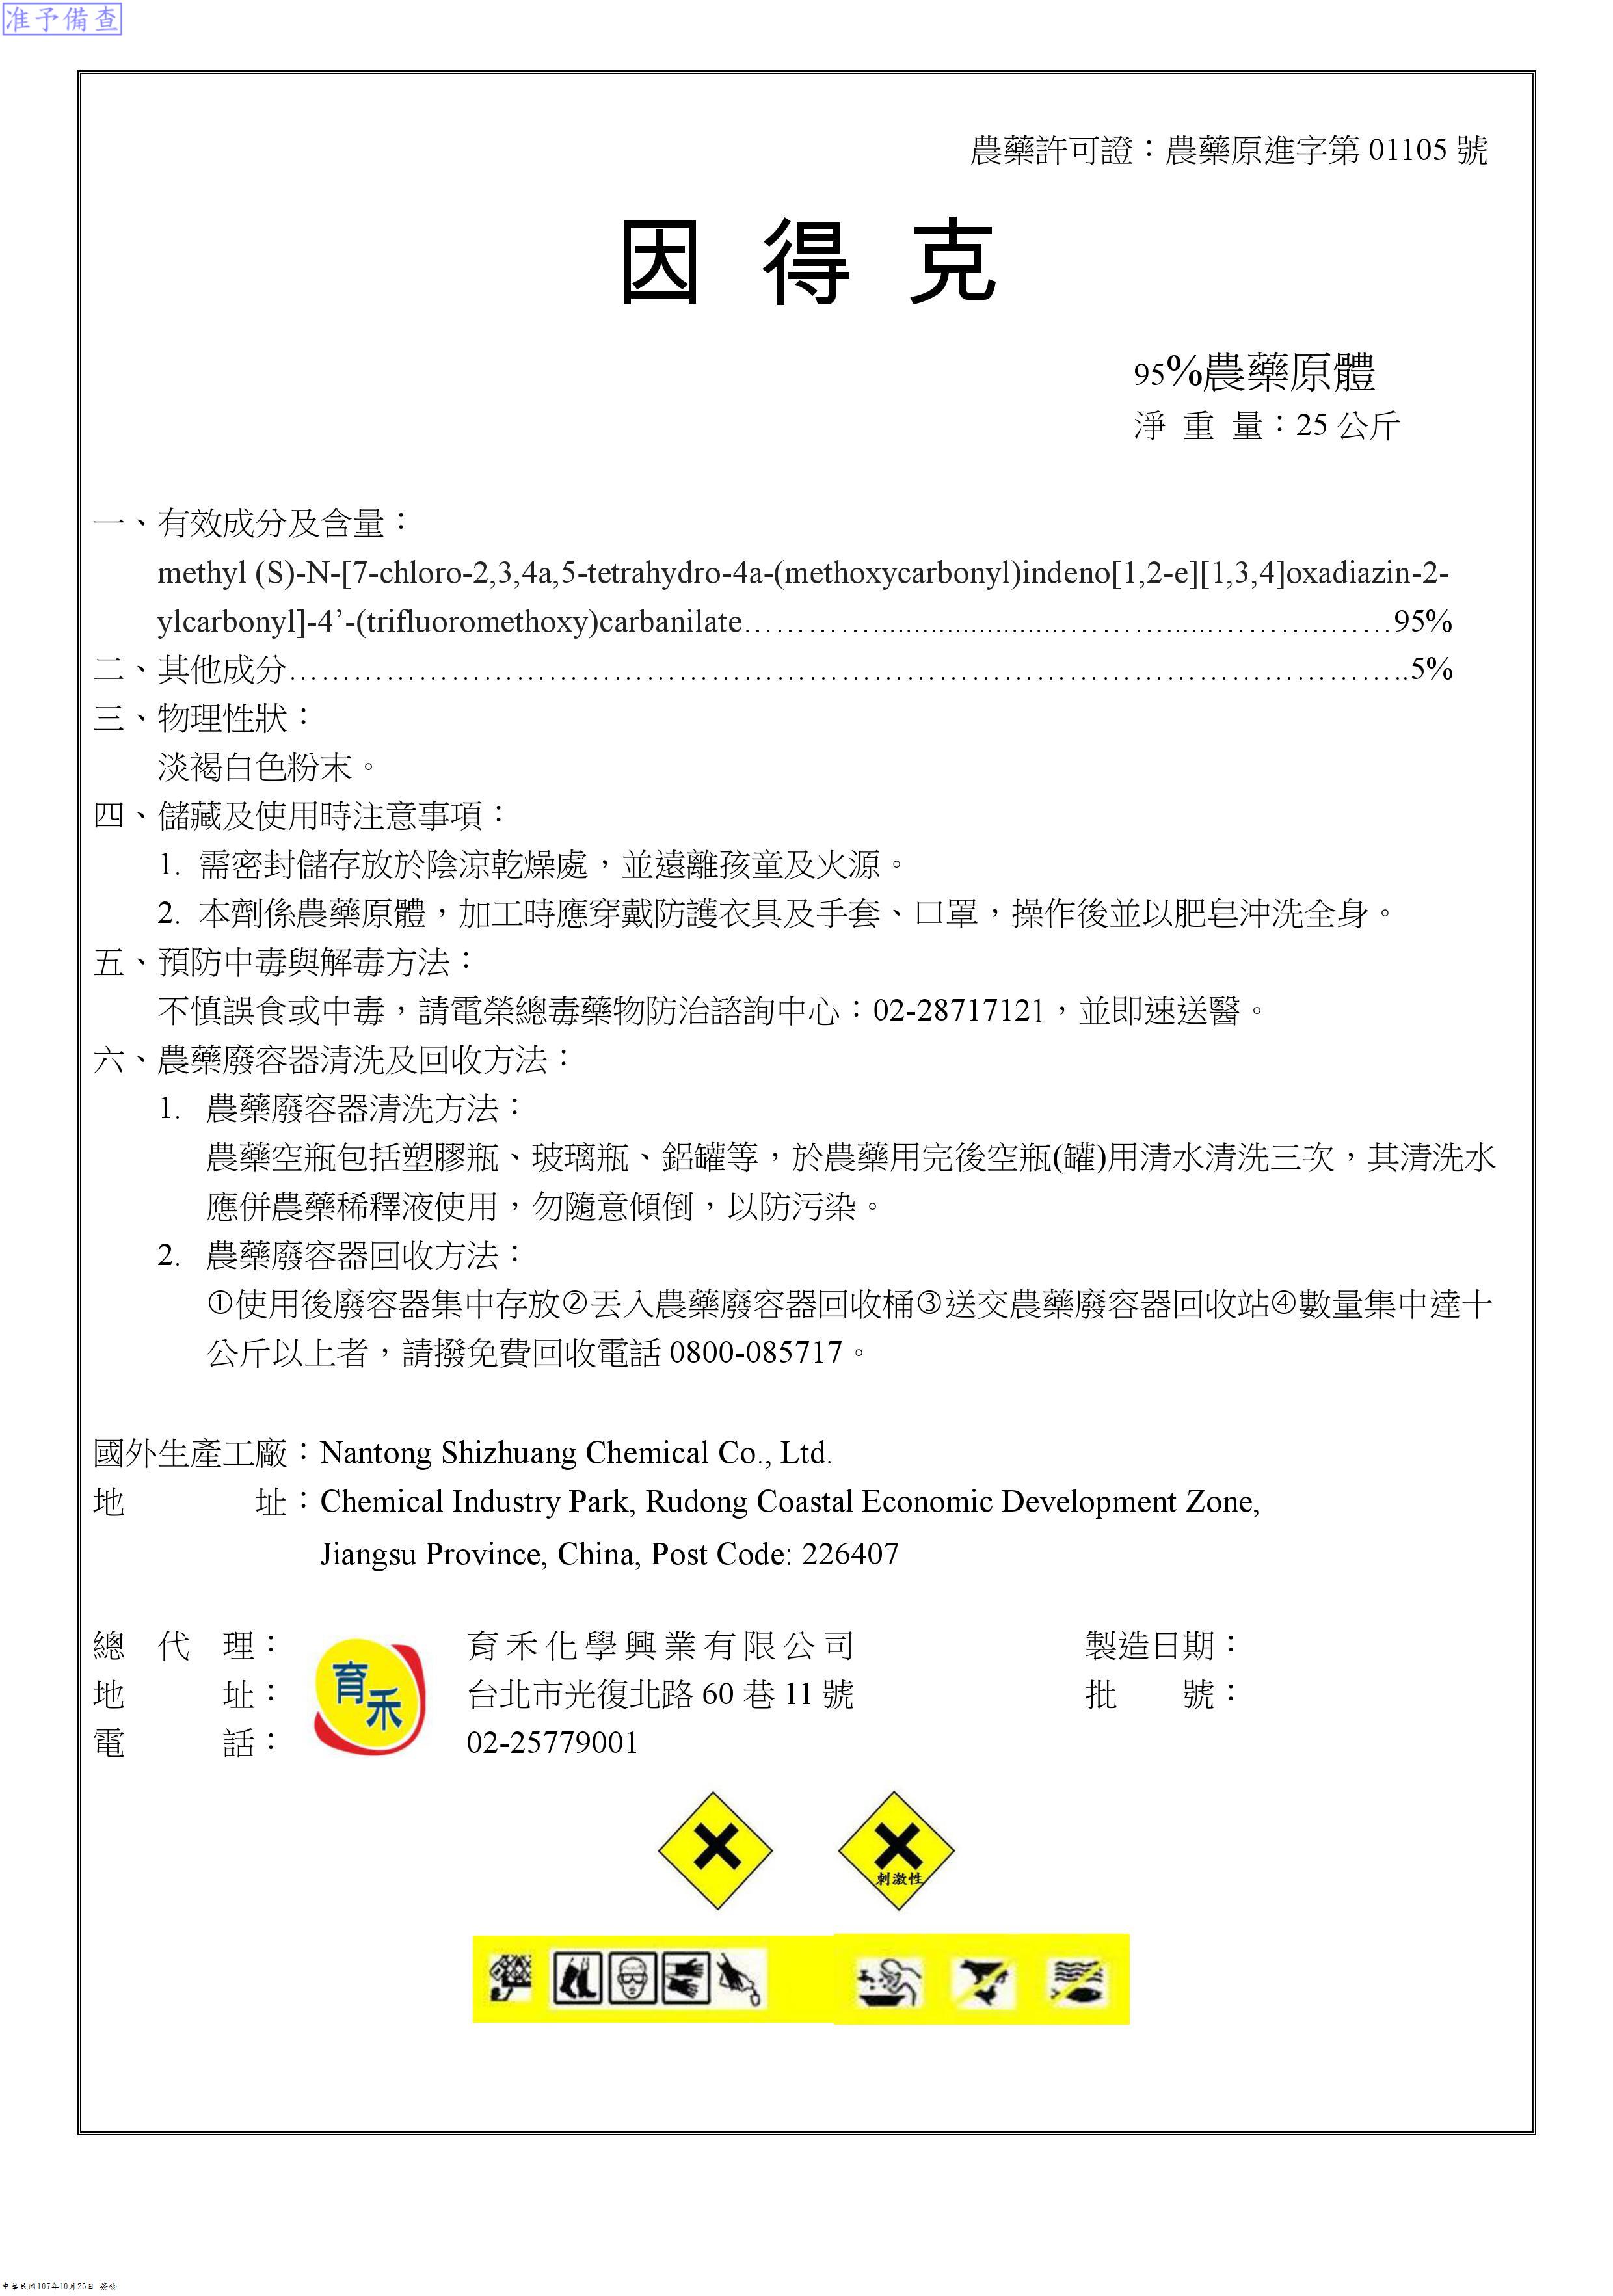 准予備查
農藥許可證：農藥原進字第 01105 號
因 得 克
95%農藥原體
淨 重 量：25 公斤
一、有效成分及含量：
methyl (S)-N-[7-chloro-2,3,4a,5-tetrahydro-4a-(methoxycarbonyl)indeno[1,2-e][1,3,4]oxadiazin-2-
ylcarbonyl]-4’-(trifluoromethoxy)carbanilate…………......................………......………..……95%
二、其他成分…………………………………………………………………………………………..5%
三、物理性狀：
淡褐白色粉末。
四、儲藏及使用時注意事項：
1. 需密封儲存放於陰涼乾燥處，並遠離孩童及火源。
2. 本劑係農藥原體，加工時應穿戴防護衣具及手套、口罩，操作後並以肥皂沖洗全身。
五、預防中毒與解毒方法：
不慎誤食或中毒，請電榮總毒藥物防治諮詢中心：02-28717121，並即速送醫。
六、農藥廢容器清洗及回收方法：
1. 農藥廢容器清洗方法：
農藥空瓶包括塑膠瓶、玻璃瓶、鋁罐等，於農藥用完後空瓶(罐)用清水清洗三次，其清洗水
應併農藥稀釋液使用，勿隨意傾倒，以防污染。
2. 農藥廢容器回收方法：
①使用後廢容器集中存放②丟入農藥廢容器回收桶③送交農藥廢容器回收站④數量集中達十
公斤以上者，請撥免費回收電話 0800-085717。
國外生產工廠：Nantong Shizhuang Chemical Co., Ltd.
地 址：Chemical Industry Park, Rudong Coastal Economic Development Zone,
Jiangsu Province, China, Post Code: 226407
總 代 理： 育禾化學興業有限公司 製造日期：
地 址： 台北市光復北路 60 巷 11 號 批 號：
電 話： 02-25779001
育禾
刺激性
中華民國107年10月26日 簽發